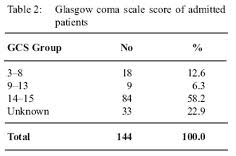 Table 2: Glasgow coma scale score of admitted
patients
GCS Group No %
3–8 18 12.6
9–13 9 6.3
14–15 84 58.2
Unknown 33 22.9
Total 144 100.0